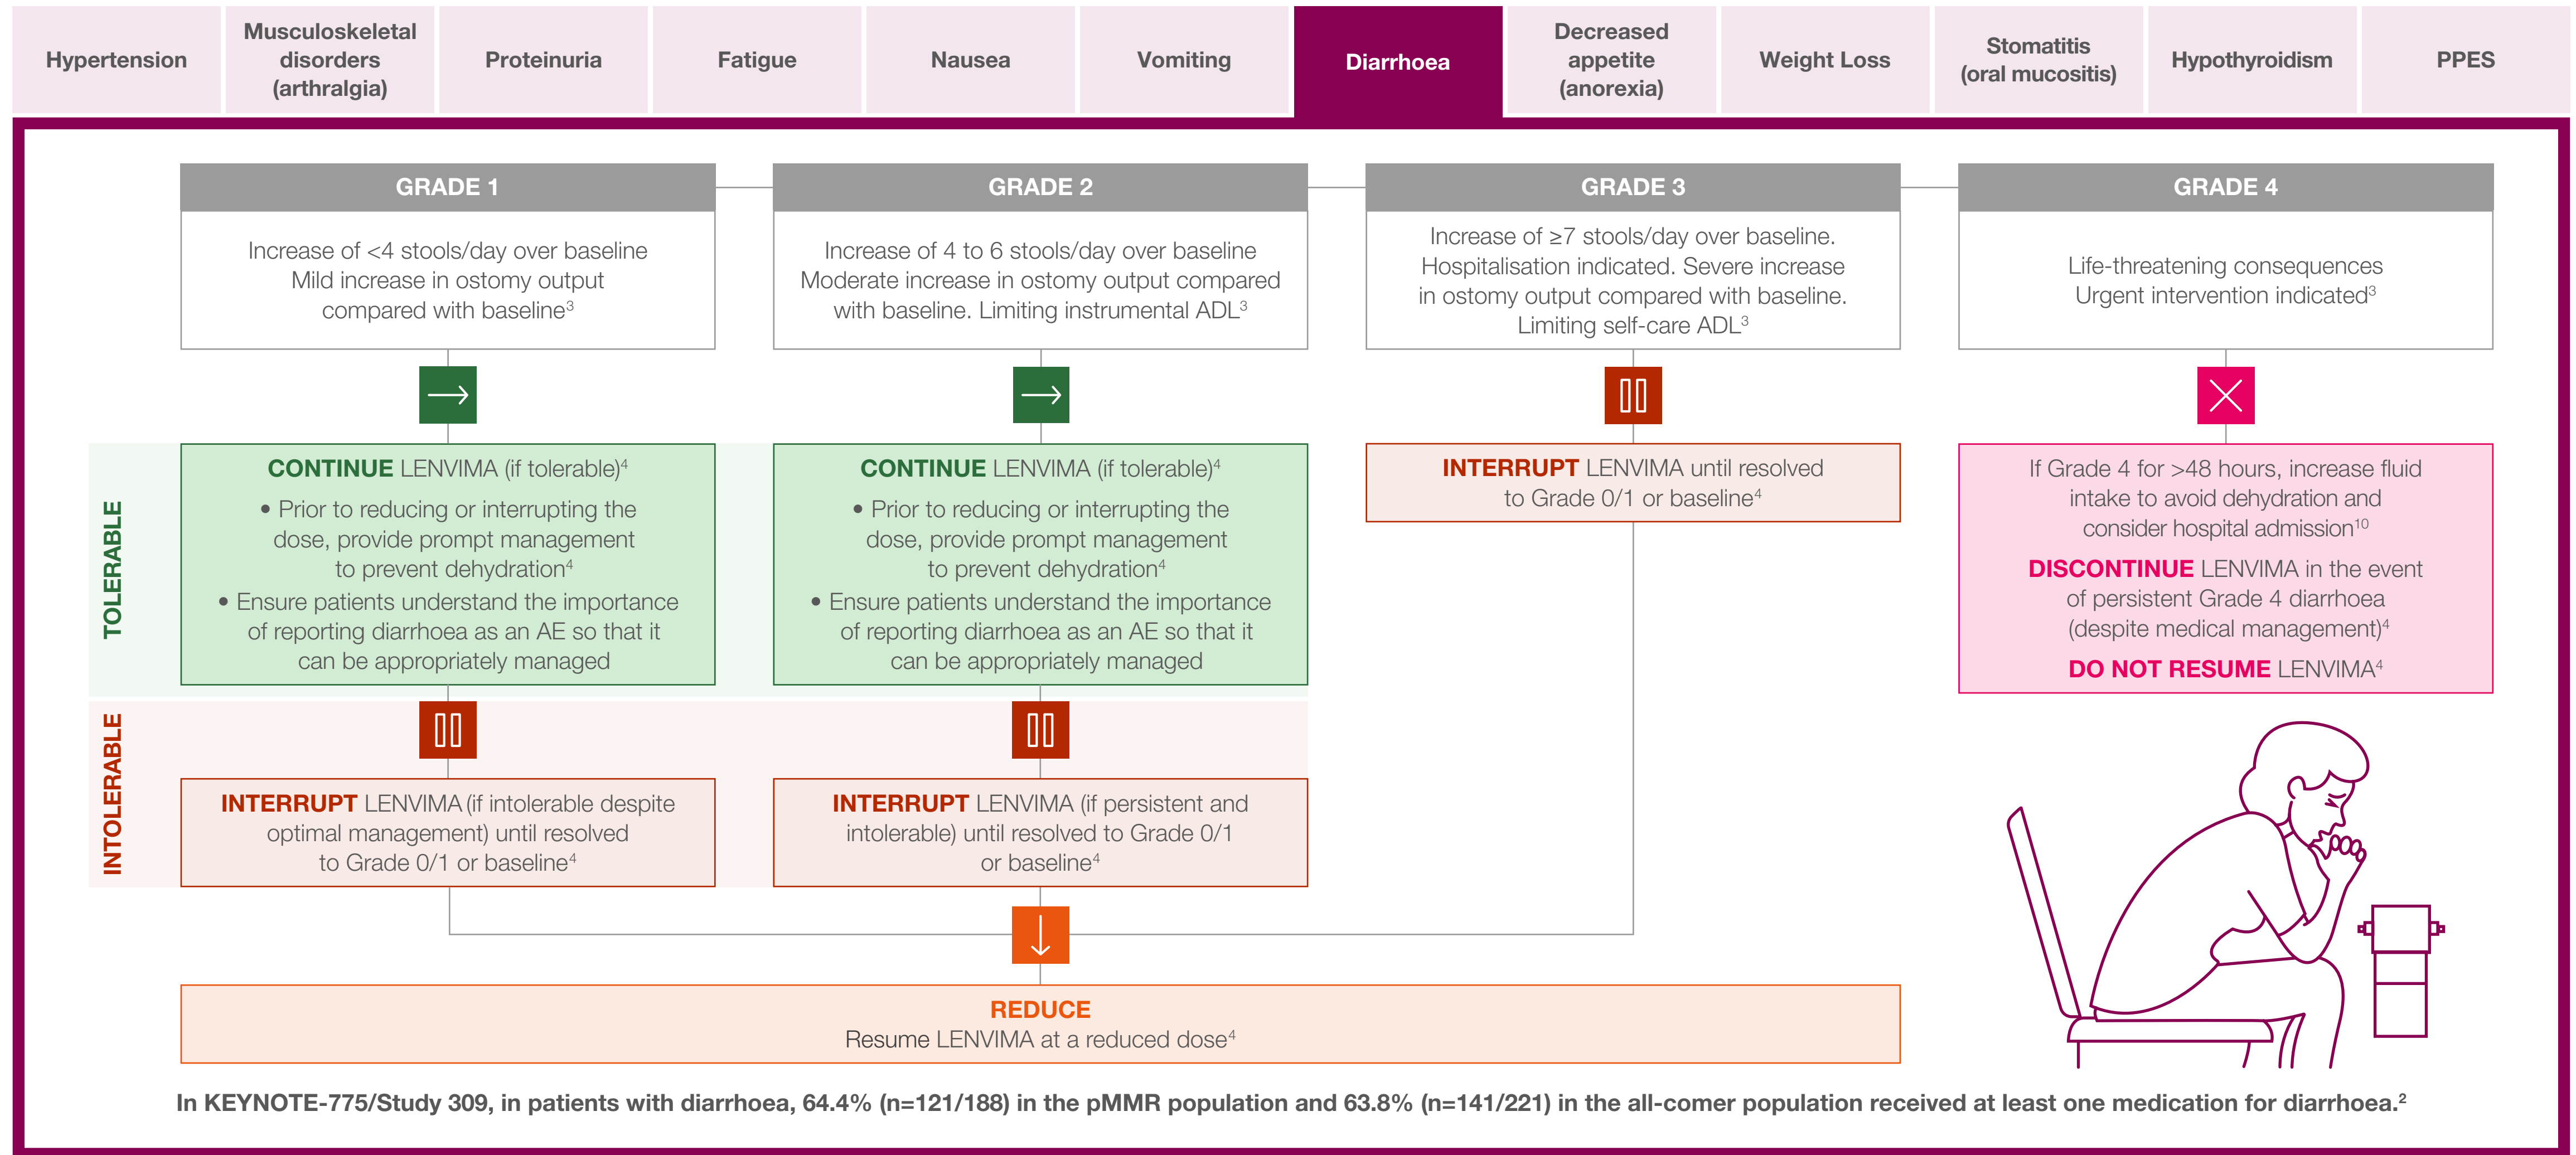 Hypertension
Musculoskeletal
disorders
(arthralgia)
Proteinuria
Fatigue
Nausea
Vomiting
Diarrhoea
Decreased
appetite
(anorexia)
Weight Loss
Stomatitis
(oral mucositis)
Hypothyroidism
PPES
GRADE 1
Increase of <4 stools/day over baseline
Mild increase in ostomy output
compared with baseline³
GRADE 2
Increase of 4 to 6 stools/day over baseline
Moderate increase in ostomy output compared
with baseline. Limiting instrumental ADL³
GRADE 3
Increase of ≥7 stools/day over baseline.
Hospitalisation indicated. Severe increase
in ostomy output compared with baseline.
Limiting self-care ADL³
GRADE 4
Life-threatening consequences
Urgent intervention indicated³
TOLERABLE
CONTINUE LENVIMA (if tolerable)⁴
• Prior to reducing or interrupting the
dose, provide prompt management
to prevent dehydration⁴
• Ensure patients understand the importance
of reporting diarrhoea as an AE so that it
can be appropriately managed
CONTINUE LENVIMA (if tolerable)⁴
• Prior to reducing or interrupting the
dose, provide prompt management
to prevent dehydration⁴
• Ensure patients understand the importance
of reporting diarrhoea as an AE so that it
can be appropriately managed
INTERRUPT LENVIMA until resolved
to Grade 0/1 or baseline⁴
If Grade 4 for >48 hours, increase fluid
intake to avoid dehydration and
consider hospital admission¹⁰
DISCONTINUE LENVIMA in the event
of persistent Grade 4 diarrhoea
(despite medical management)⁴
DO NOT RESUME LENVIMA⁴
INTOLERABLE
INTERRUPT LENVIMA (if intolerable despite
optimal management) until resolved
to Grade 0/1 or baseline⁴
INTERRUPT LENVIMA (if persistent and
intolerable) until resolved to Grade 0/1
or baseline⁴
REDUCE
Resume LENVIMA at a reduced dose⁴
In KEYNOTE-775/Study 309, in patients with diarrhoea, 64.4% (n=121/188) in the pMMR population and 63.8% (n=141/221) in the all-comer population received at least one medication for diarrhoea.²